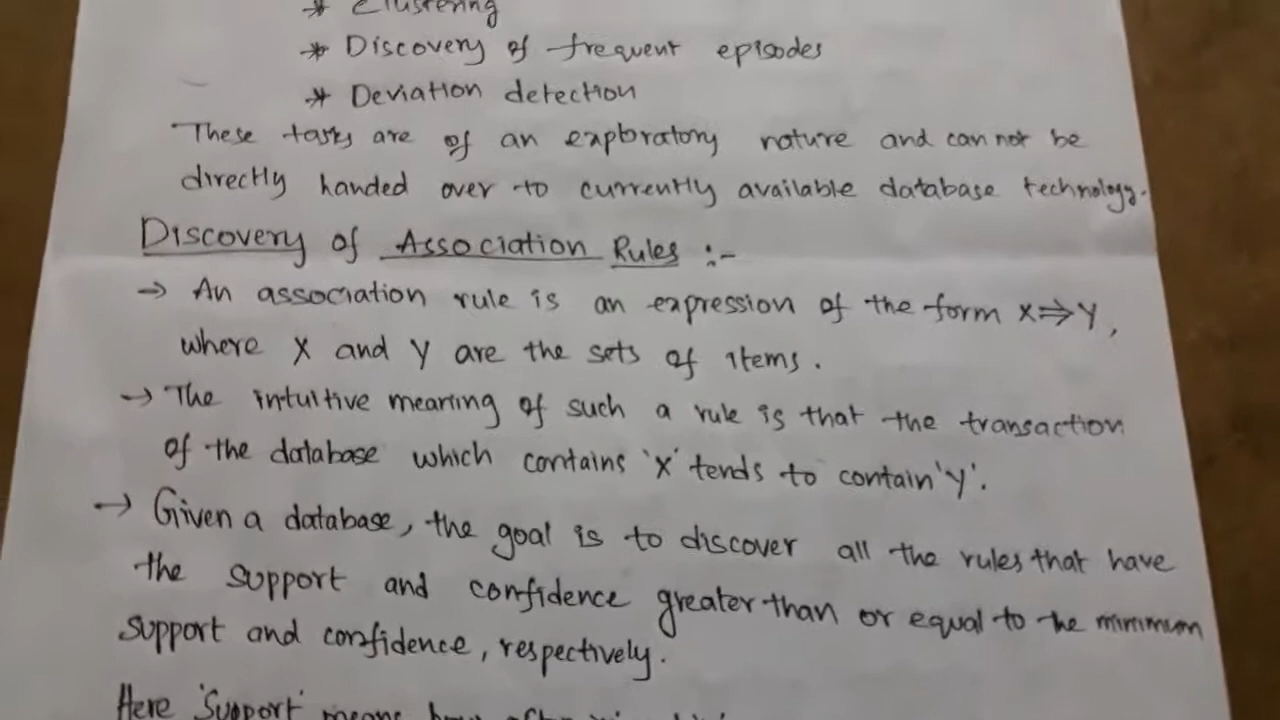 * Clustering
* Discovery of frequent episodes
* Deviation detection
These tasks are of an exploratory nature and can not be
directly handed over to currently available database technology.
Discovery of Association Rules :-
→ An association rule is an expression of the form X⇒Y,
where X and Y are the sets of items.
→ The intuitive meaning of such a rule is that the transaction
of the database which contains 'X' tends to contain 'Y'.
→ Given a database, the goal is to discover all the rules that have
the support and confidence greater than or equal to the minimum
support and confidence, respectively.
Here 'Support' means how often